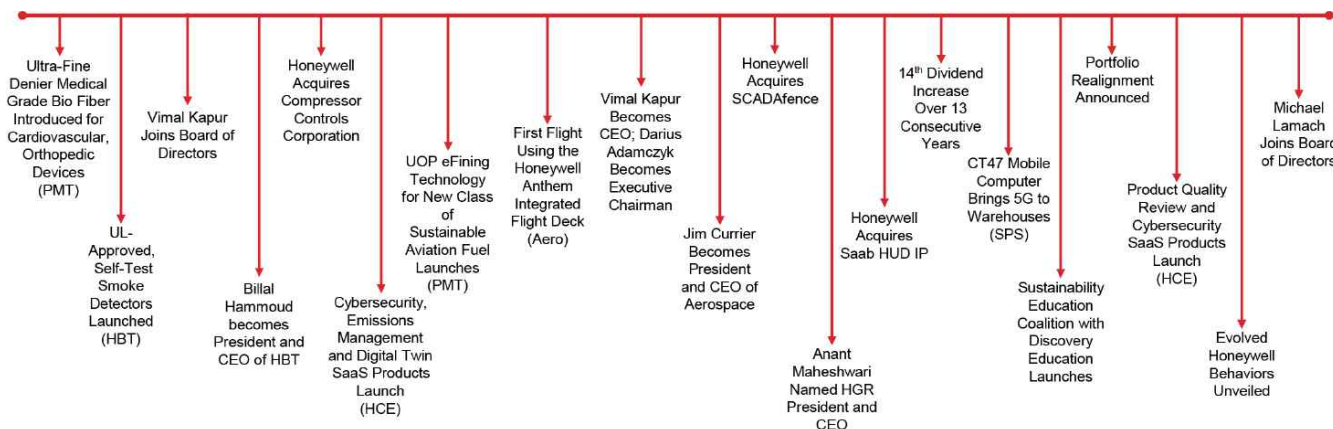 Ultra-Fine
Denier Medical
Grade Bio Fiber
Introduced for
Cardiovascular,
Orthopedic
Devices
(PMT)
UL-
Approved,
Self-Test
Smoke
Detectors
Launched
(HBT)
Vimal Kapur
Joins Board of
Directors
Billal
Hammoud
becomes
President and
CEO of HBT
Honeywell
Acquires
Compressor
Controls
Corporation
Cybersecurity,
Emissions
Management
and Digital Twin
SaaS Products
Launch
(HCE)
UOP eFining
Technology
for New Class
of
Sustainable
Aviation Fuel
Launches
(PMT)
First Flight
Using the
Honeywell
Anthem
Integrated
Flight Deck
(Aero)
Vimal Kapur
Becomes
CEO; Darius
Adamczyk
Becomes
Executive
Chairman
Jim Currier
Becomes
President
and CEO of
Aerospace
Honeywell
Acquires
SCADAfence
Anant
Maheshwari
Named HGR
President and
CEO
Honeywell
Acquires
Saab HUD IP
14th Dividend
Increase
Over 13
Consecutive
Years
CT47 Mobile
Computer
Brings 5G to
Warehouses
(SPS)
Sustainability
Education
Coalition with
Discovery
Education
Launches
Portfolio
Realignment
Announced
Product Quality
Review and
Cybersecurity
SaaS Products
Launch
(HCE)
Evolved
Honeywell
Behaviors
Unveiled
Michael
Lamach
Joins Board
of Directors